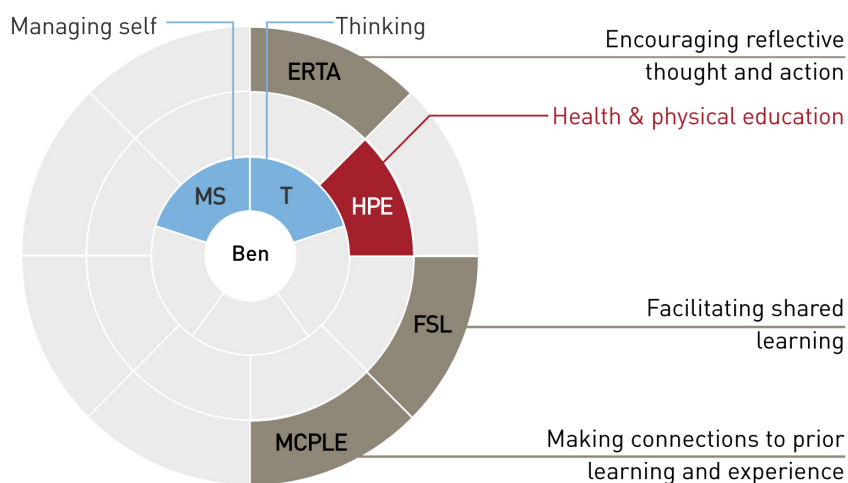 Managing self
Thinking
Encouraging reflective
thought and action
ERTA
Health & physical education
MS
T
HPE
Ben
Facilitating shared
learning
FSL
Making connections to prior
learning and experience
MCPLE